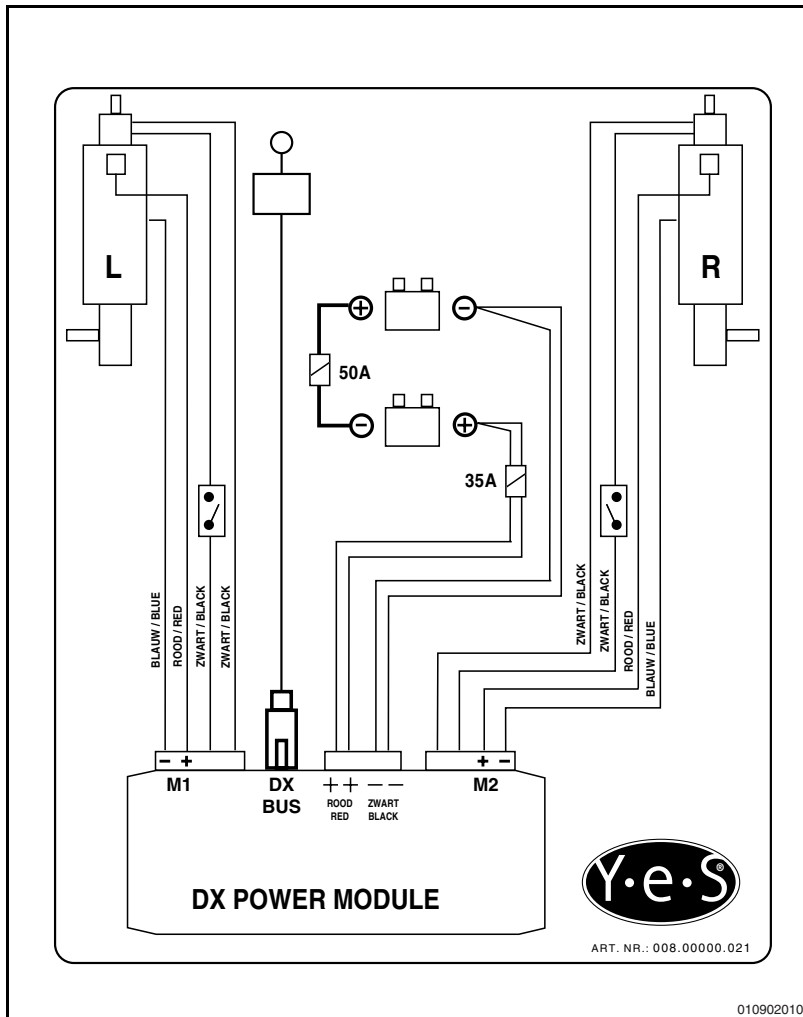 L
R
+
-
50A
-
+
35A
BLAUW / BLUE
ROOD / RED
ZWART / BLACK
ZWART / BLACK
ZWART / BLACK
ZWART / BLACK
ROOD / RED
BLAUW / BLUE
- +
+ -
M1
DX
BUS
+ + - -
ROOD
RED
ZWART
BLACK
M2
DX POWER MODULE
Y·e·S®
ART. NR.: 008.00000.021
010902010